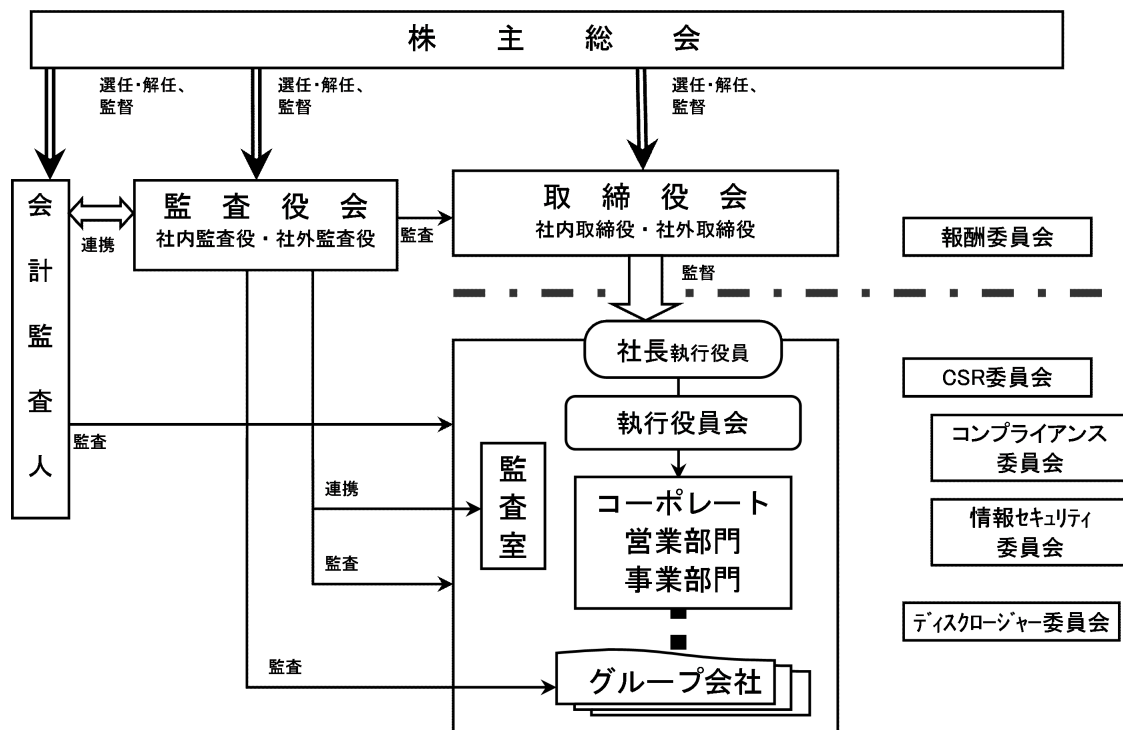 株主総会
選任・解任、
監督
選任・解任、
監督
選任・解任、
監督
会計監査人
連携
監査役会
社内監査役・社外監査役
監査
取締役会
社内取締役・社外取締役
報酬委員会
監督
社長執行役員
CSR委員会
執行役員会
コンプライアンス
委員会
監査
監査室
連携
コーポレート
営業部門
事業部門
情報セキュリティ
委員会
監査
ディスクロージャー委員会
監査
グループ会社